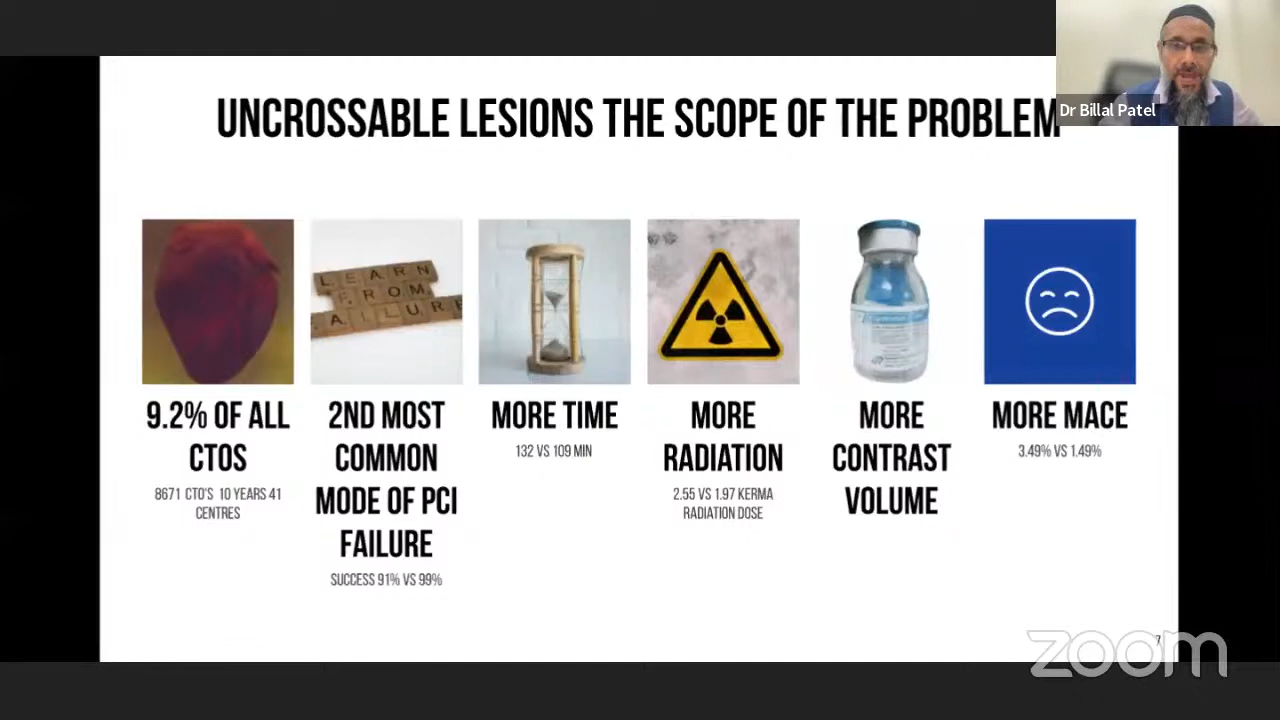 UNCROSSABLE LESIONS THE SCOPE OF THE PROBLEM
Dr Billal Patel
LEARN
FROM
FAILURE
9.2% OF ALL
CTOS
8671 CTO'S 10 YEARS 41
CENTRES
2ND MOST
COMMON
MODE OF PCI
FAILURE
SUCCESS 91% VS 99%
MORE TIME
132 VS 109 MIN
MORE
RADIATION
2.55 VS 1.97 KERMA
RADIATION DOSE
MORE
CONTRAST
VOLUME
MORE MACE
3.49% VS 1.49%
7
zoom